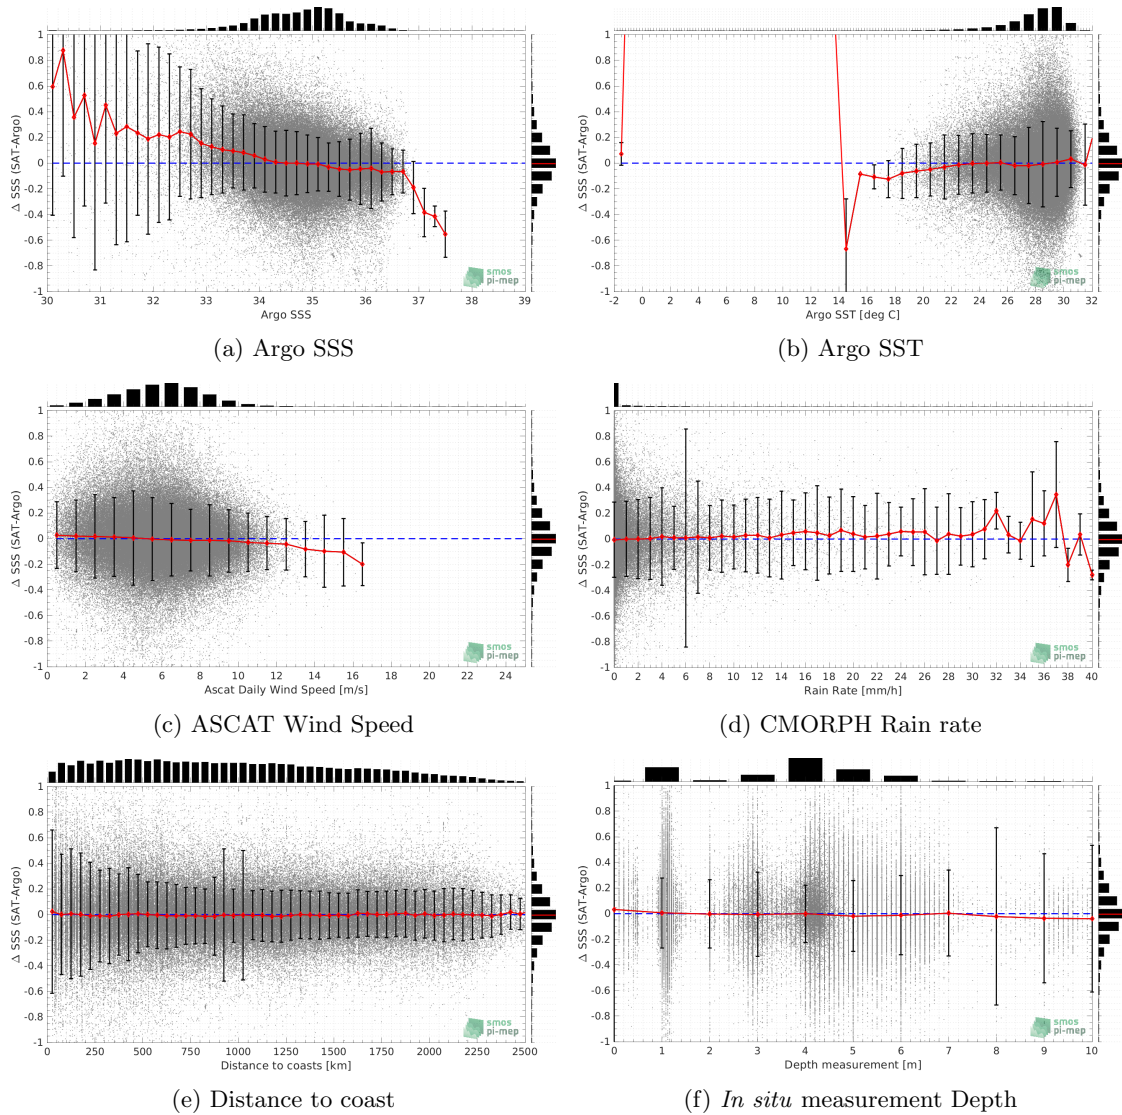 1
0.8
0.6
0.4
0.2
0
-0.2
-0.4
-0.6
-0.8
-1
Δ SSS (SAT-Argo)
30 31 32 33 34 35 36 37 38 39
Argo SSS
smos
pi-mep
(a) Argo SSS
1
0.8
0.6
0.4
0.2
0
-0.2
-0.4
-0.6
-0.8
-1
Δ SSS (SAT-Argo)
-2 0 2 4 6 8 10 12 14 16 18 20 22 24 26 28 30 32
Argo SST [deg C]
smos
pi-mep
(b) Argo SST
1
0.8
0.6
0.4
0.2
0
-0.2
-0.4
-0.6
-0.8
-1
Δ SSS (SAT-Argo)
0 2 4 6 8 10 12 14 16 18 20 22 24
Ascat Daily Wind Speed [m/s]
smos
pi-mep
(c) ASCAT Wind Speed
1
0.8
0.6
0.4
0.2
0
-0.2
-0.4
-0.6
-0.8
-1
Δ SSS (SAT-Argo)
0 2 4 6 8 10 12 14 16 18 20 22 24 26 28 30 32 34 36 38 40
Rain Rate [mm/h]
smos
pi-mep
(d) CMORPH Rain rate
1
0.8
0.6
0.4
0.2
0
-0.2
-0.4
-0.6
-0.8
-1
Δ SSS (SAT-Argo)
0 250 500 750 1000 1250 1500 1750 2000 2250 2500
Distance to coasts [km]
smos
pi-mep
(e) Distance to coast
1
0.8
0.6
0.4
0.2
0
-0.2
-0.4
-0.6
-0.8
-1
Δ SSS (SAT-Argo)
0 1 2 3 4 5 6 7 8 9 10
Depth measurement [m]
smos
pi-mep
(f) In situ measurement Depth